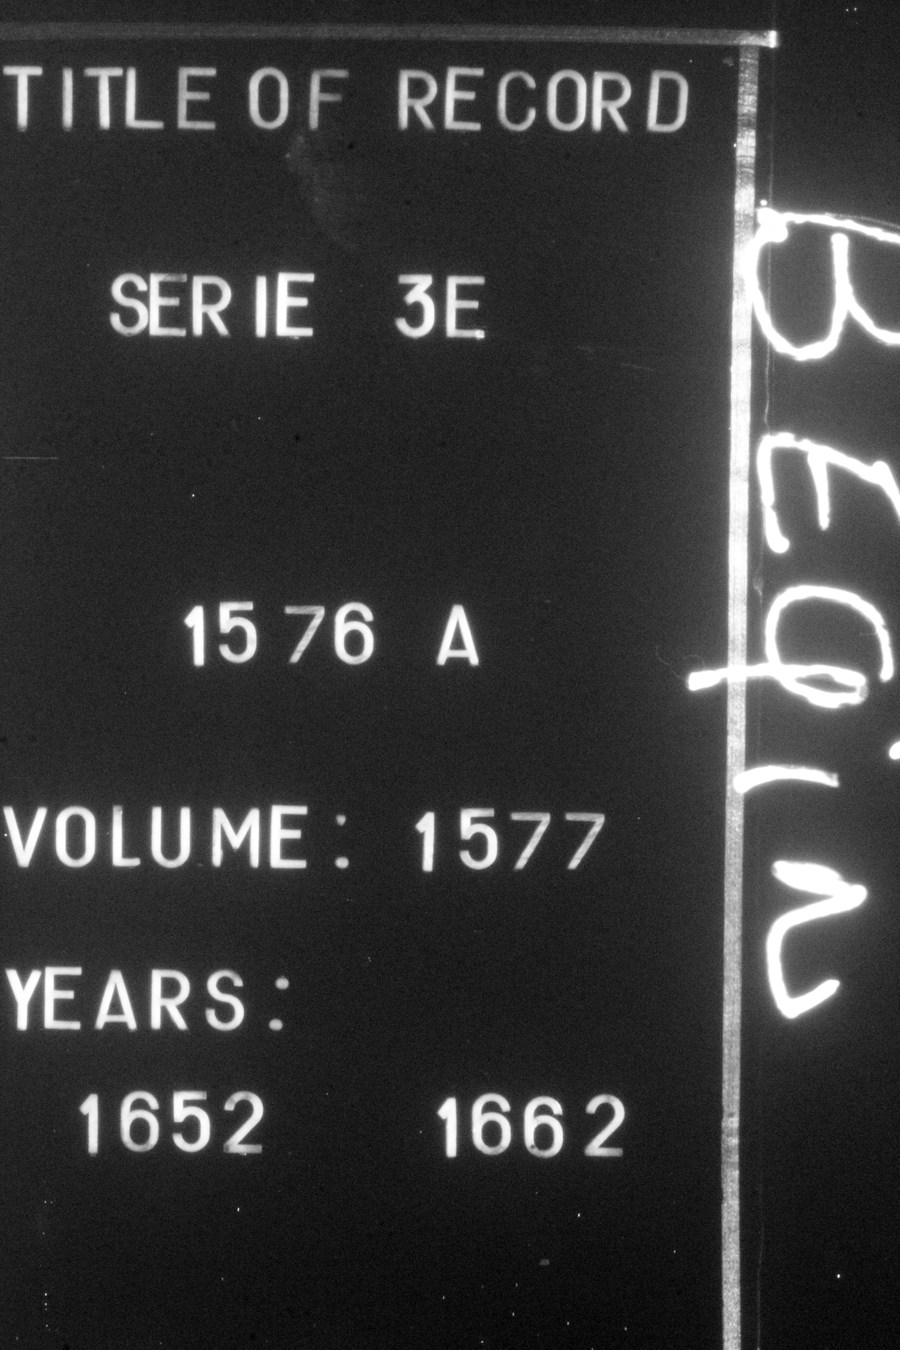 TITLE OF RECORD
SERIE 3E
1576 A
VOLUME: 1577
YEARS:
1652 1662
BEGIN